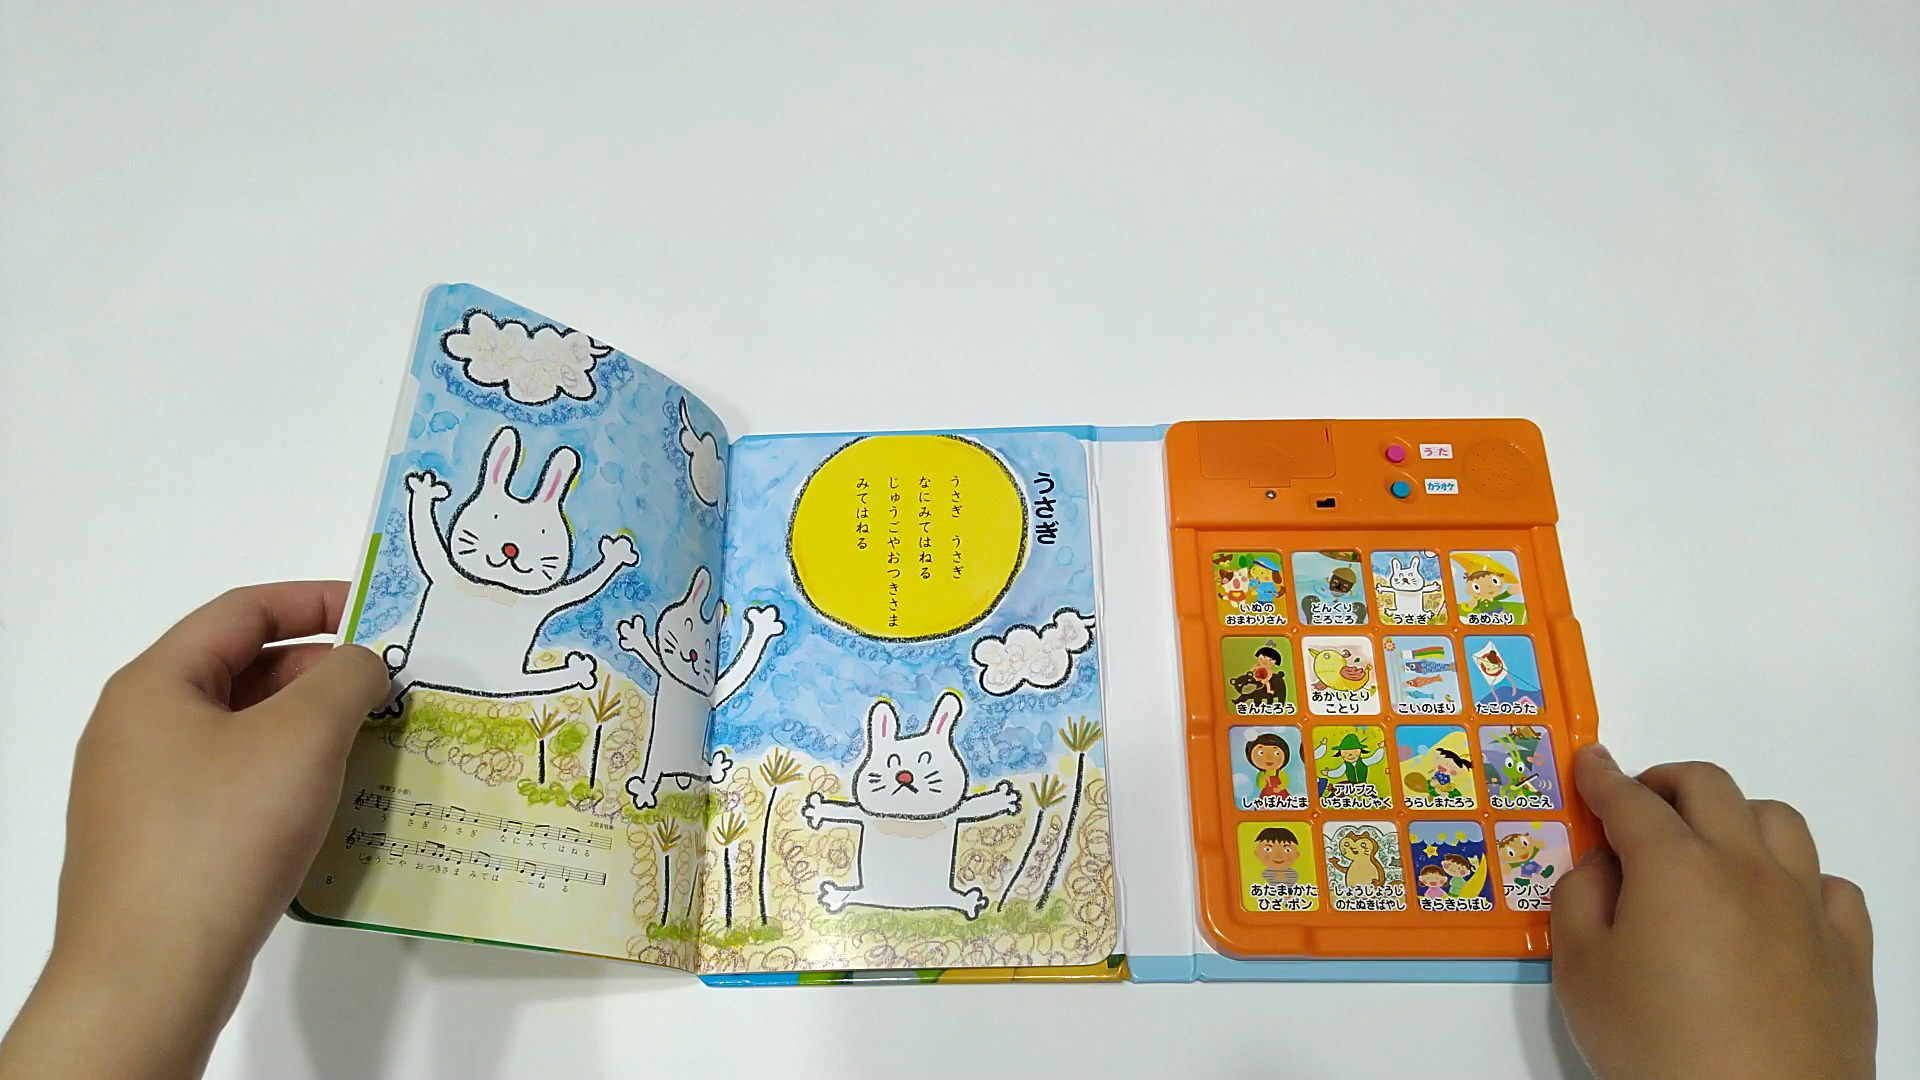 うさぎ
うさぎ うさぎ
なにみてはねる
じゅうごやおつきさま
みてはねる
う さ ぎ う さ ぎ な に み て は ね る
じゅう ご や お つきさ ま み て は ー ー ね る
8
うた
カラオケ
いぬの
おまわりさん
どんぐり
ころころ
うさぎ
あめふり
きんたろう
あかいとり
ことり
こいのぼり
たこのうた
しゃぼんだま
アルプス
いちまんじゃく
うらしまたろう
むしのこえ
あたま・かた
ひざ・ポン
しょうじょうじ
のたぬきばやし
きらきらぼし
アンパン
のマー